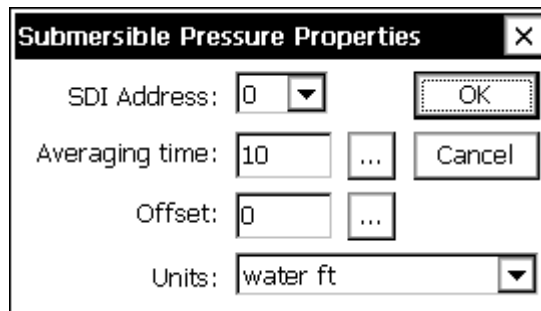 Submersible Pressure Properties
SDI Address: 0
OK
Averaging time: 10 ...
Cancel
Offset: 0 ...
Units: water ft